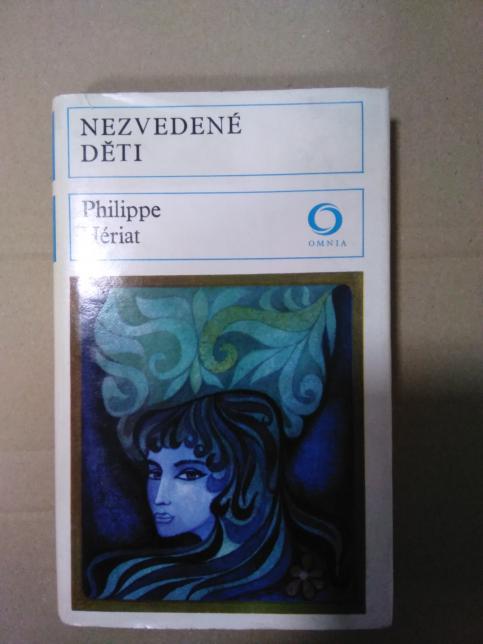 NEZVEDENÉ
DĚTI
Philippe
Hériat
OMNIA